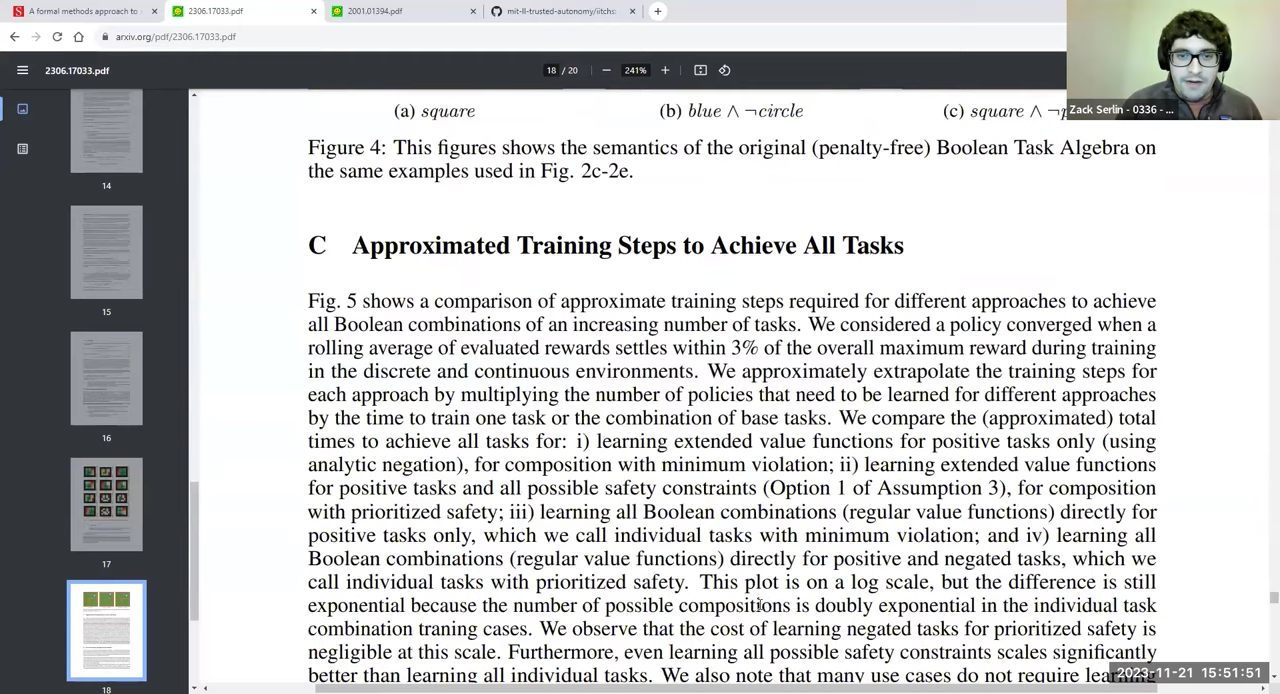 A formal methods approach to
2306.17033.pdf
2001.01394.pdf
mit-ll-trusted-autonomy/iitchs
arxiv.org/pdf/2306.17033.pdf
2306.17033.pdf
18 / 20
241%
Zack Serlin - 0336 - ...
14
15
16
17
18
(a) square
(b) blue ∧ ¬circle
(c) square ∧ ¬
Figure 4: This figures shows the semantics of the original (penalty-free) Boolean Task Algebra on
the same examples used in Fig. 2c-2e.
C Approximated Training Steps to Achieve All Tasks
Fig. 5 shows a comparison of approximate training steps required for different approaches to achieve
all Boolean combinations of an increasing number of tasks. We considered a policy converged when a
rolling average of evaluated rewards settles within 3% of the overall maximum reward during training
in the discrete and continuous environments. We approximately extrapolate the training steps for
each approach by multiplying the number of policies that need to be learned for different approaches
by the time to train one task or the combination of base tasks. We compare the (approximated) total
times to achieve all tasks for: i) learning extended value functions for positive tasks only (using
analytic negation), for composition with minimum violation; ii) learning extended value functions
for positive tasks and all possible safety constraints (Option 1 of Assumption 3), for composition
with prioritized safety; iii) learning all Boolean combinations (regular value functions) directly for
positive tasks only, which we call individual tasks with minimum violation; and iv) learning all
Boolean combinations (regular value functions) directly for positive and negated tasks, which we
call individual tasks with prioritized safety. This plot is on a log scale, but the difference is still
exponential because the number of possible compositions is doubly exponential in the individual task
combination traning cases. We observe that the cost of learning negated tasks for prioritized safety is
negligible at this scale. Furthermore, even learning all possible safety constraints scales significantly
better than learning all individual tasks. We also note that many use cases do not require learning
2023-11-21 15:51:51